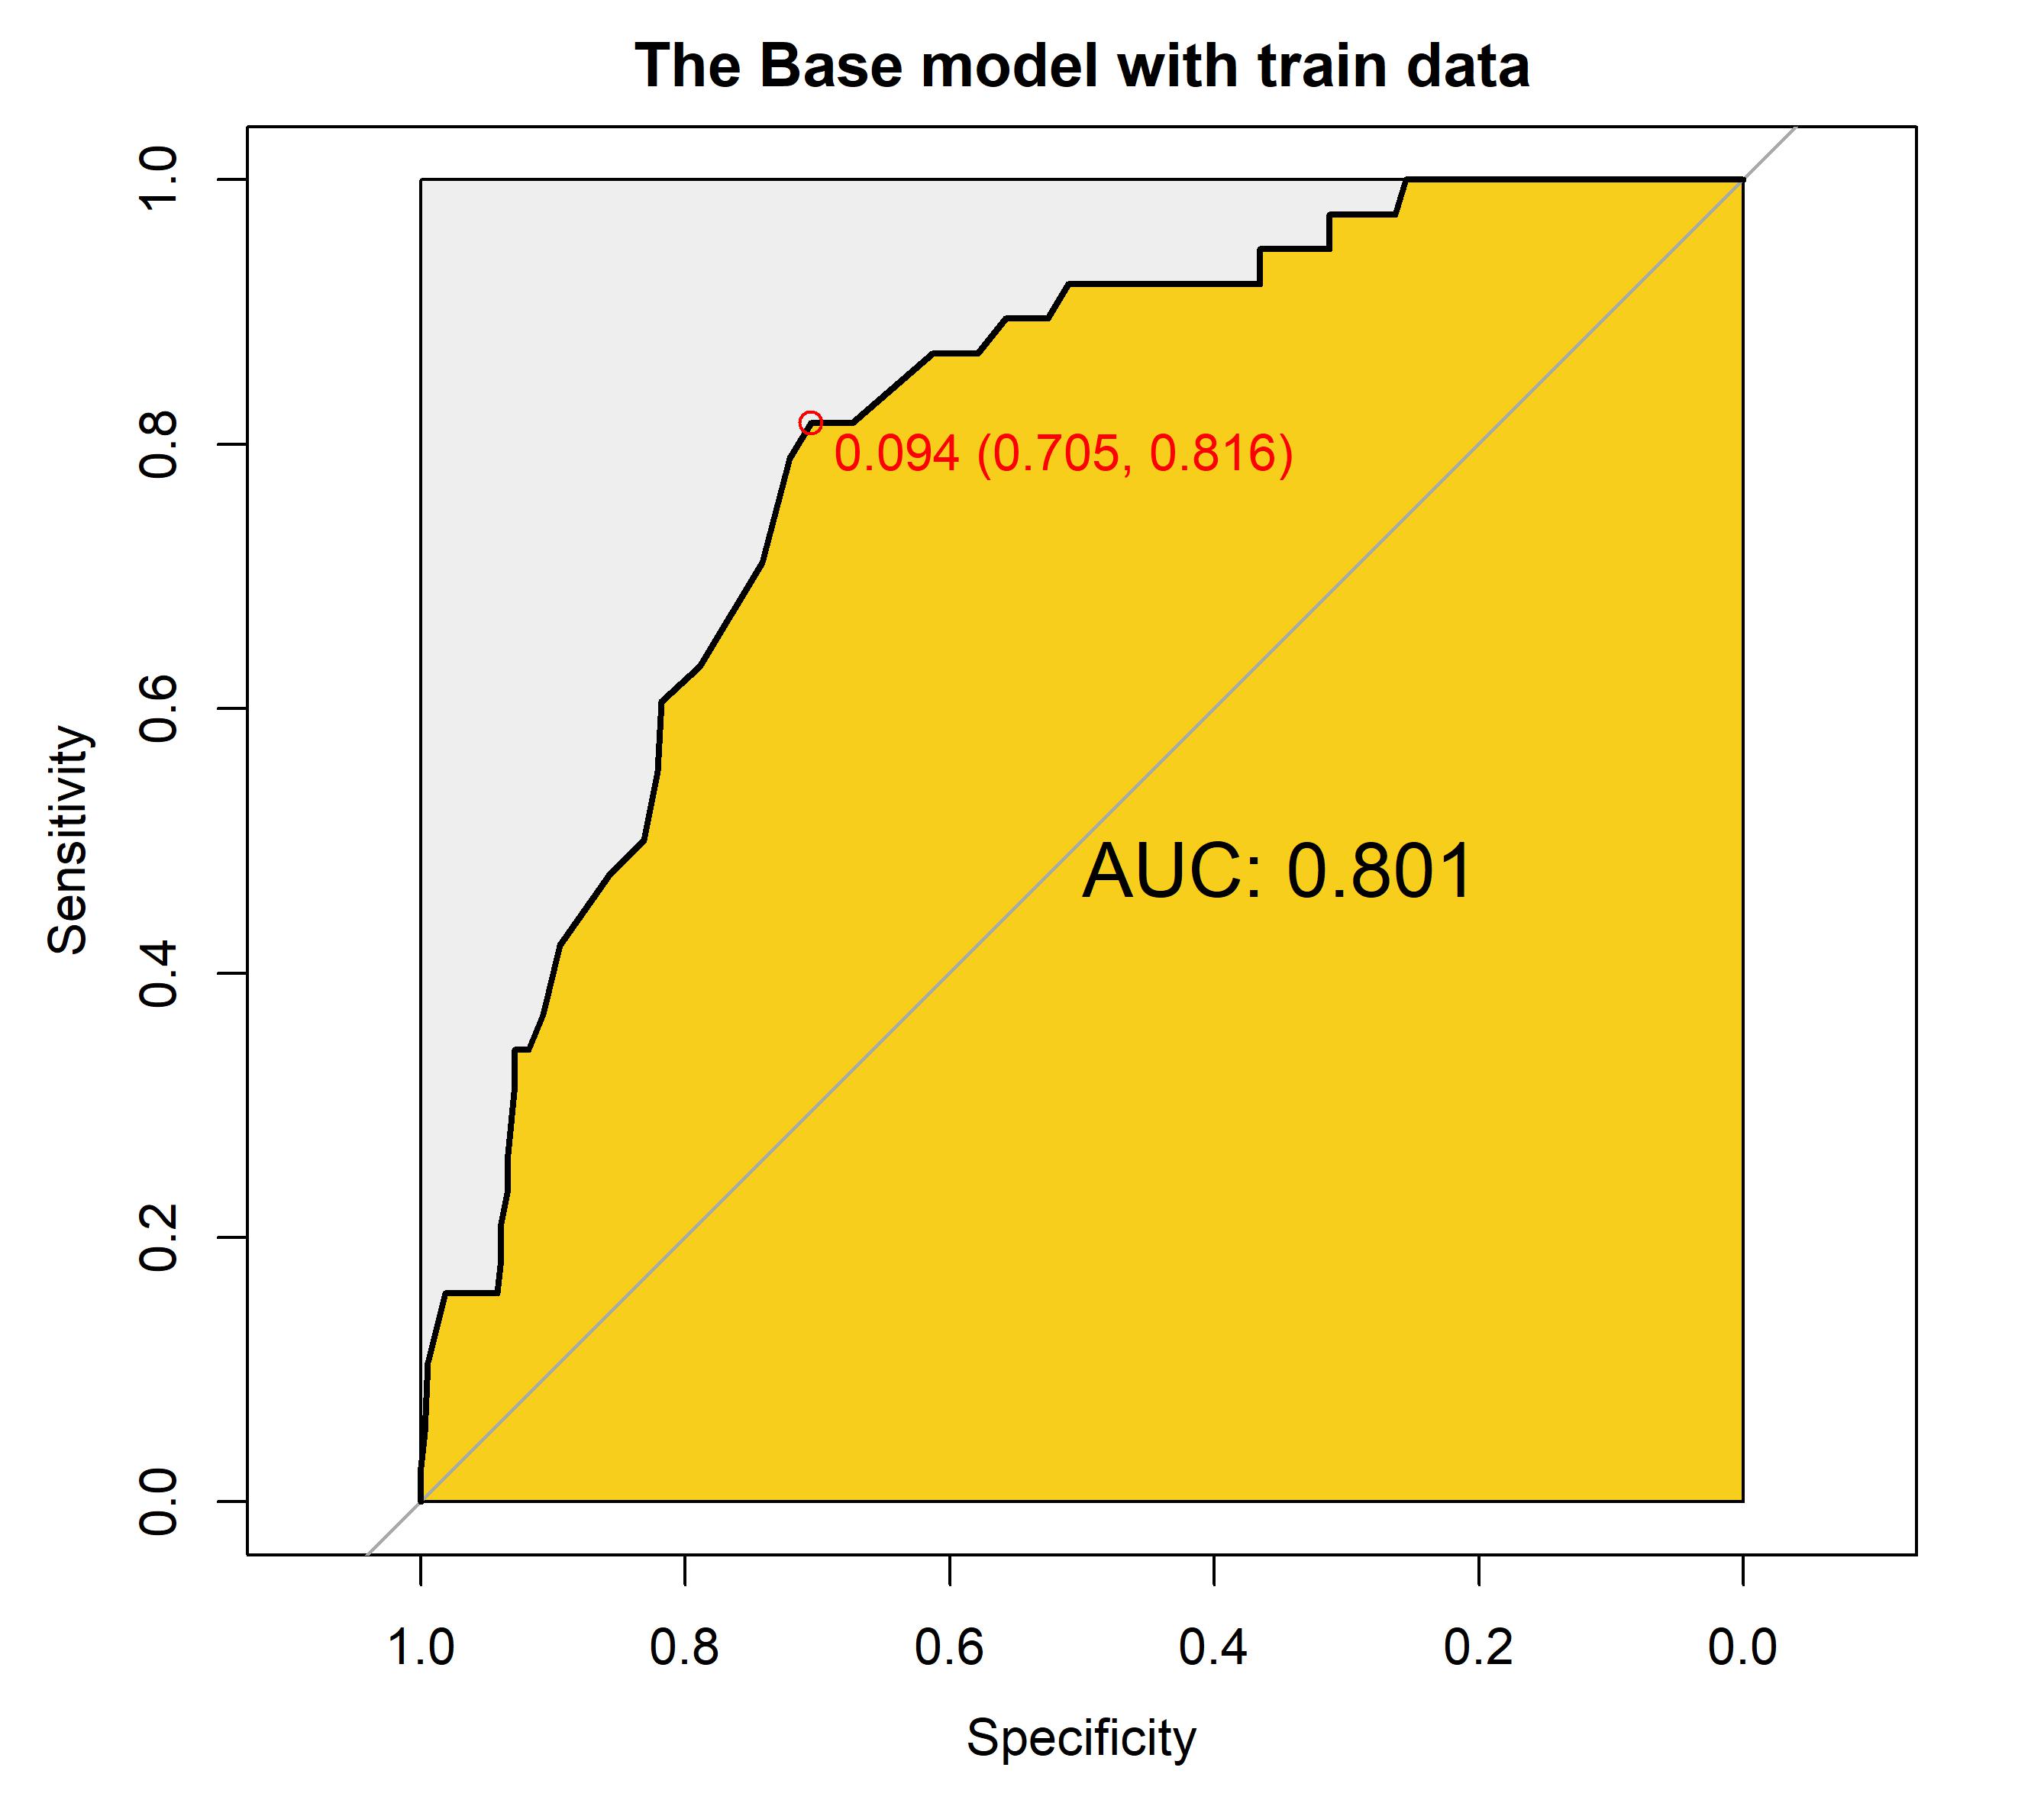 The Base model with train data
1.0
0.8
0.6
0.4
0.2
0.0
Sensitivity
0.094 (0.705, 0.816)
AUC: 0.801
1.0 0.8 0.6 0.4 0.2 0.0
Specificity